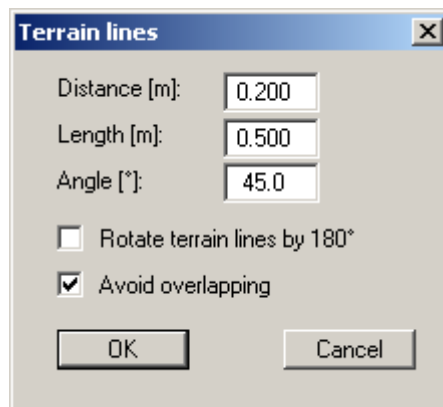 Terrain lines
Distance [m]: 0.200
Length [m]: 0.500
Angle [°]: 45.0
Rotate terrain lines by 180°
Avoid overlapping
OK Cancel